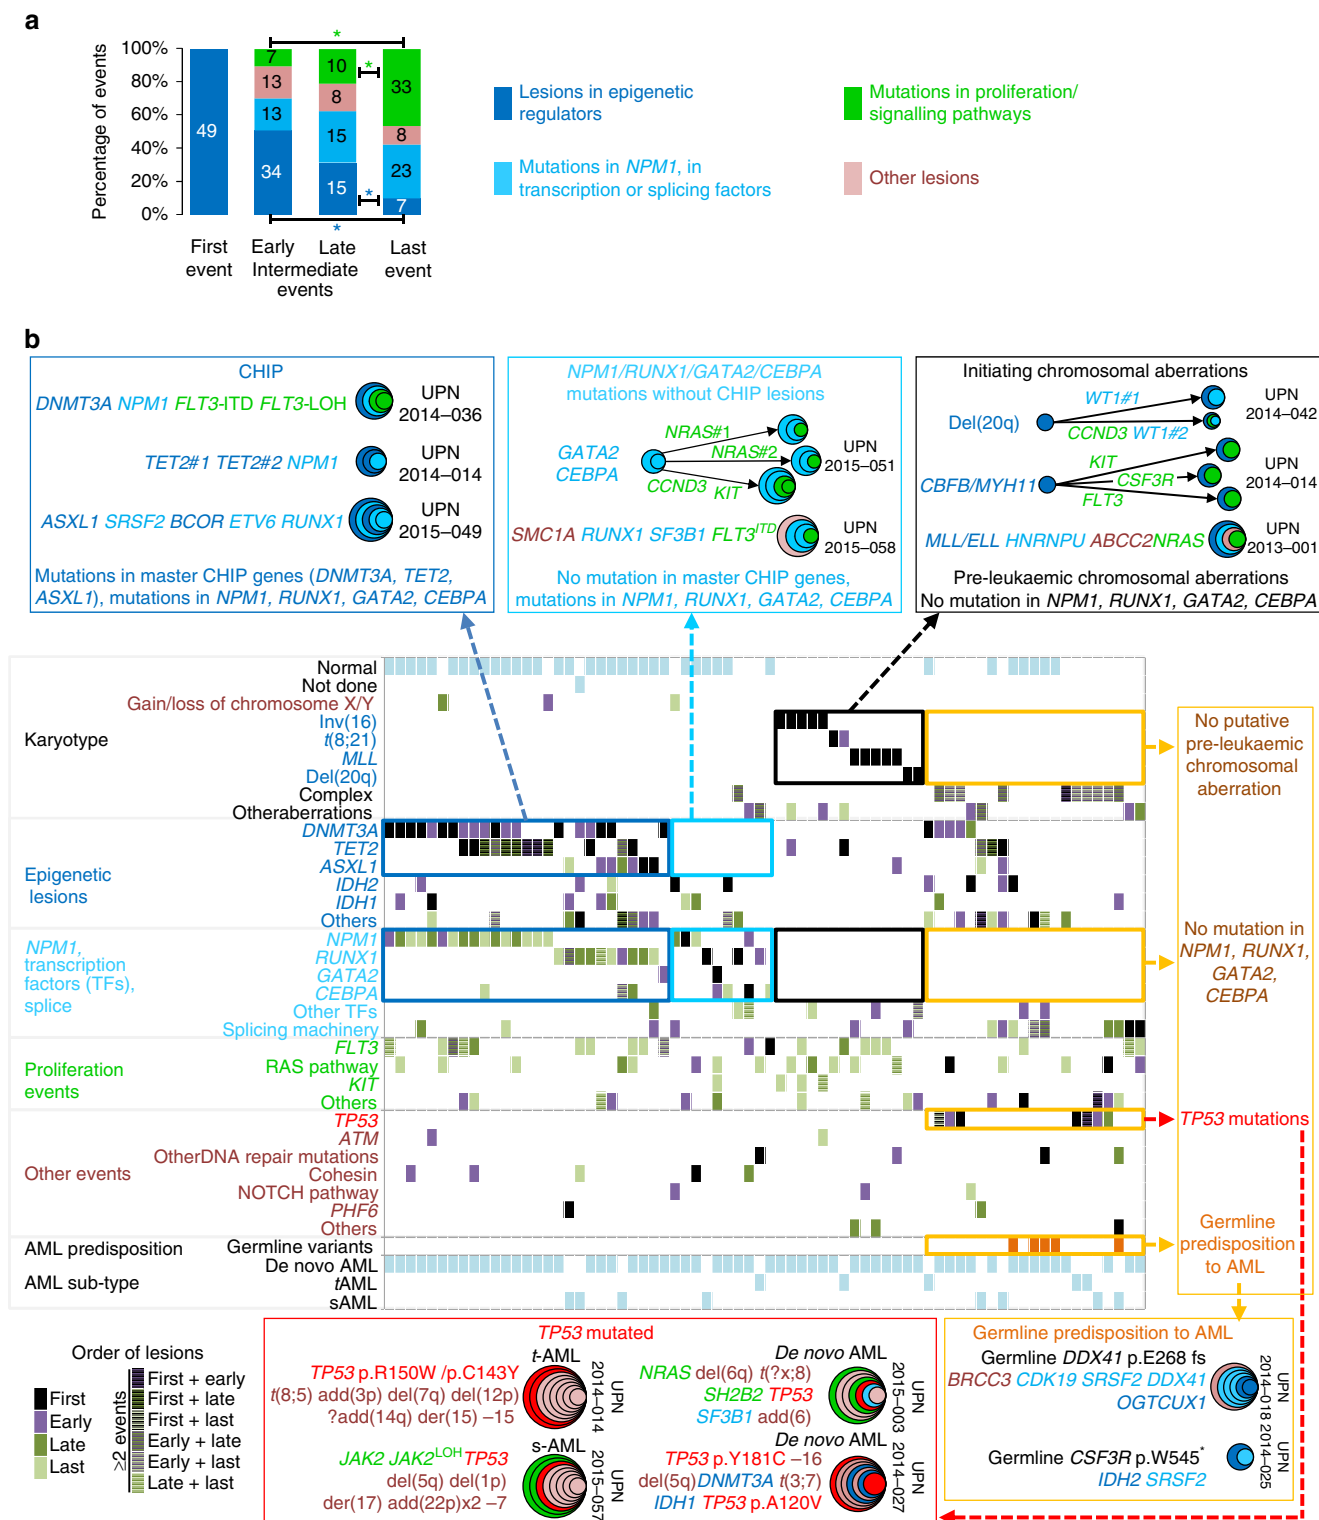 a
Percentage of events
100%
80%
60%
40%
20%
0%
49
7
13
13
34
10
8
15
15
33
8
23
7
*
*
*
*
First event
Early
Late
Intermediate events
Last event
Lesions in epigenetic
regulators
Mutations in NPM1, in
transcription or splicing factors
Mutations in proliferation/
signalling pathways
Other lesions
b
CHIP
DNMT3A NPM1 FLT3-ITD FLT3-LOH
UPN
2014–036
TET2#1 TET2#2 NPM1
UPN
2014–014
ASXL1 SRSF2 BCOR ETV6 RUNX1
UPN
2015–049
Mutations in master CHIP genes (DNMT3A, TET2,
ASXL1), mutations in NPM1, RUNX1, GATA2, CEBPA
NPM1/RUNX1/GATA2/CEBPA
mutations without CHIP lesions
GATA2
CEBPA
NRAS#1
NRAS#2
CCND3 KIT
UPN
2015–051
SMC1A RUNX1 SF3B1 FLT3ITD
UPN
2015–058
No mutation in master CHIP genes,
mutations in NPM1, RUNX1, GATA2, CEBPA
Initiating chromosomal aberrations
Del(20q)
WT1#1
CCND3 WT1#2
UPN
2014–042
CBFB/MYH11
KIT
CSF3R
FLT3
UPN
2014–014
MLL/ELL HNRNPU ABCC2NRAS
UPN
2013–001
Pre-leukaemic chromosomal aberrations
No mutation in NPM1, RUNX1, GATA2, CEBPA
Karyotype
Normal
Not done
Gain/loss of chromosome X/Y
Inv(16)
t(8;21)
MLL
Del(20q)
Complex
Otheraberrations
Epigenetic
lesions
DNMT3A
TET2
ASXL1
IDH2
IDH1
Others
NPM1,
transcription
factors (TFs),
splice
NPM1
RUNX1
GATA2
CEBPA
Other TFs
Splicing machinery
Proliferation
events
FLT3
RAS pathway
KIT
Others
Other events
TP53
ATM
OtherDNA repair mutations
Cohesin
NOTCH pathway
PHF6
Others
AML predisposition
Germline variants
AML sub-type
De novo AML
tAML
sAML
No putative
pre-leukaemic
chromosomal
aberration
No mutation in
NPM1, RUNX1,
GATA2,
CEBPA
TP53 mutations
Germline
predisposition
to AML
Order of lesions
First
Early
Late
Last
≥2 events
First + early
First + late
First + last
Early + late
Early + last
Late + last
TP53 mutated
t-AML
TP53 p.R150W /p.C143Y
t(8;5) add(3p) del(7q) del(12p)
?add(14q) der(15) –15
UPN
2014–014
s-AML
JAK2 JAK2LOHTP53
del(5q) del(1p)
der(17) add(22p)x2 –7
UPN
2015–057
De novo AML
NRAS del(6q) t(?x;8)
SH2B2 TP53
SF3B1 add(6)
UPN
2015–003
De novo AML
TP53 p.Y181C –16
del(5q)DNMT3A t(3;7)
IDH1 TP53 p.A120V
UPN
2014–027
Germline predisposition to AML
Germline DDX41 p.E268 fs
BRCC3 CDK19 SRSF2 DDX41
OGTCUX1
UPN
2014–018
Germline CSF3R p.W545*
IDH2 SRSF2
UPN
2014–025